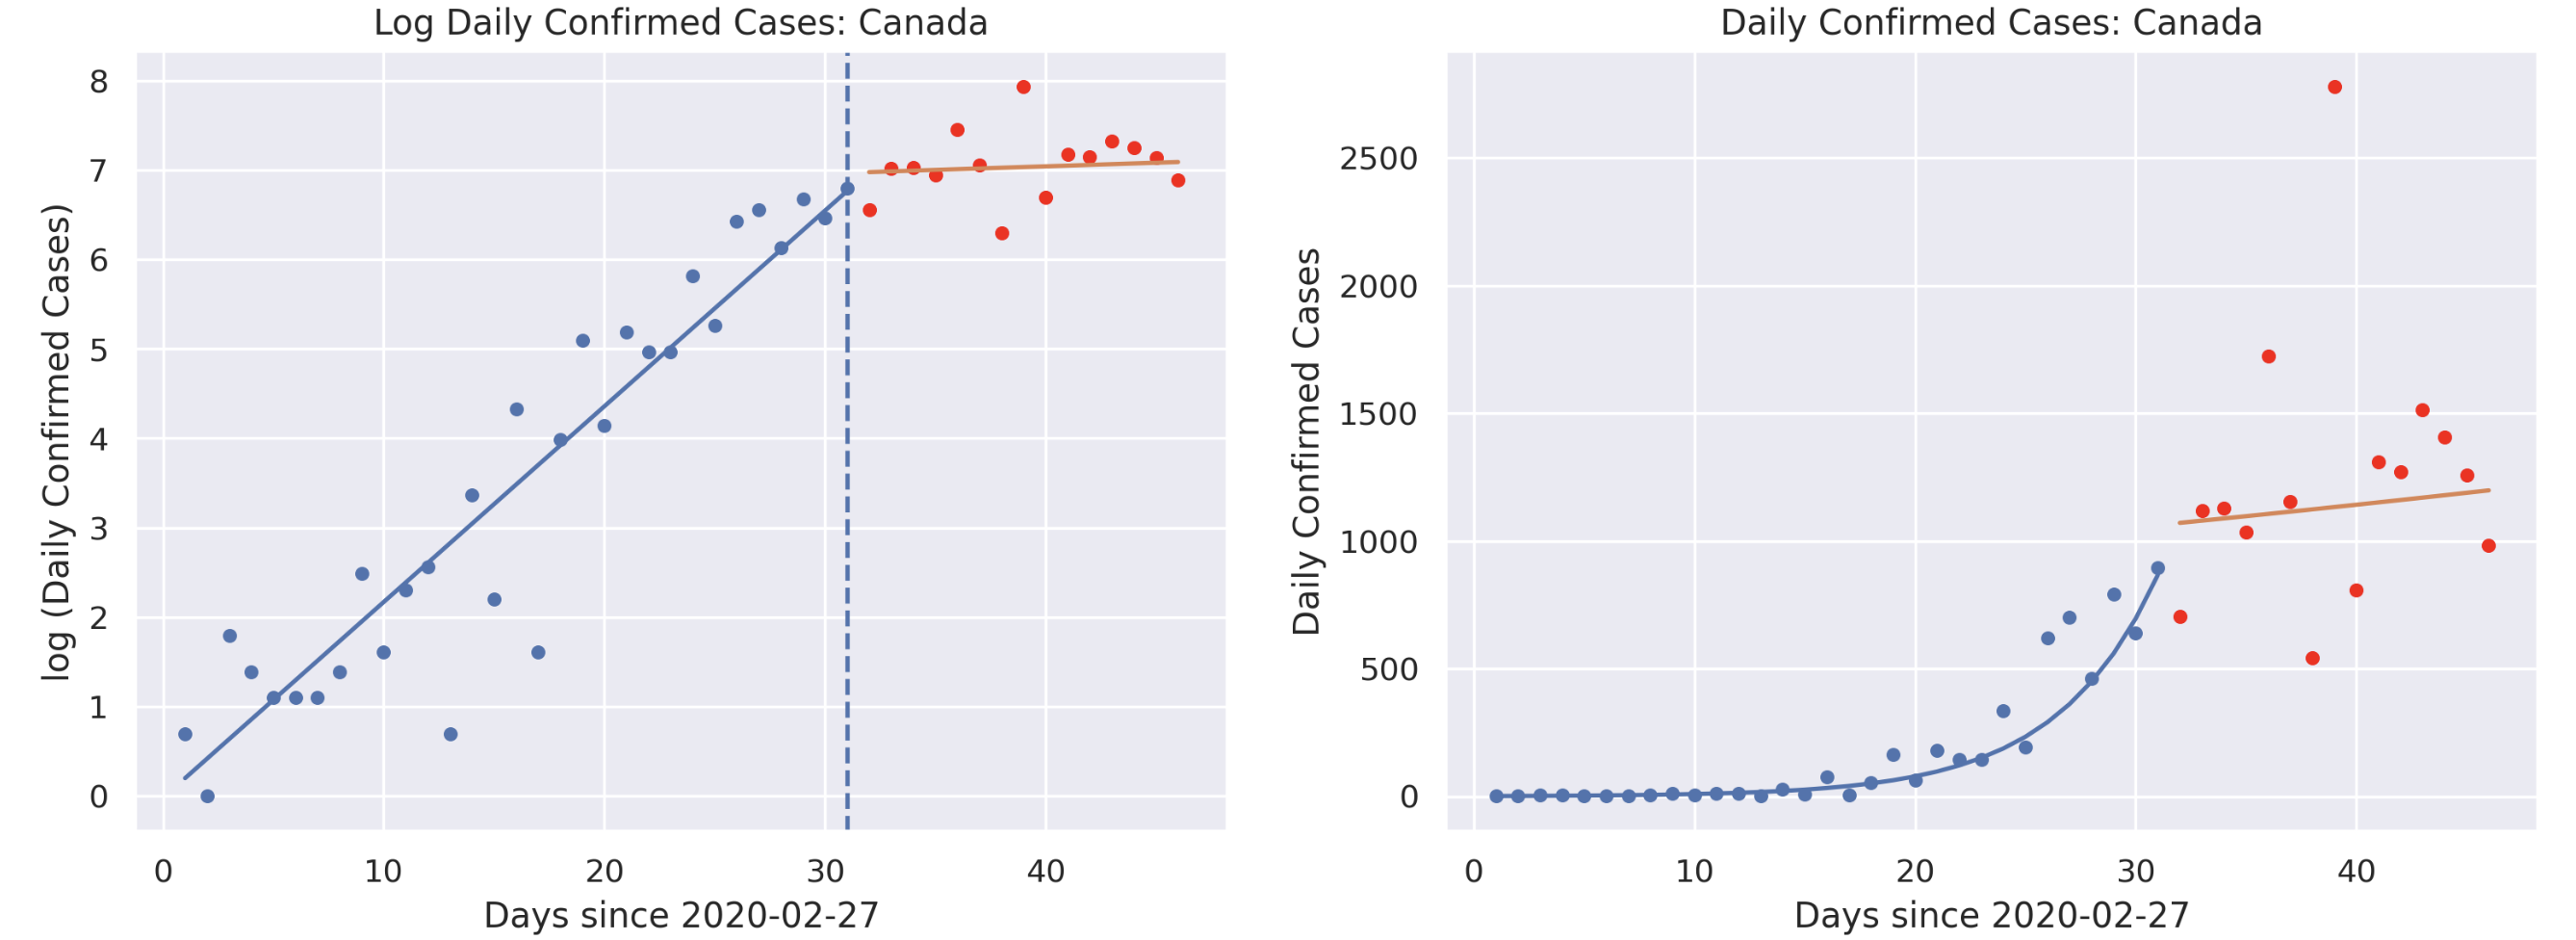 Log Daily Confirmed Cases: Canada
8
7
6
5
4
3
2
1
0
log (Daily Confirmed Cases)
0 10 20 30 40
Days since 2020-02-27
Daily Confirmed Cases: Canada
2500
2000
1500
1000
500
0
Daily Confirmed Cases
0 10 20 30 40
Days since 2020-02-27